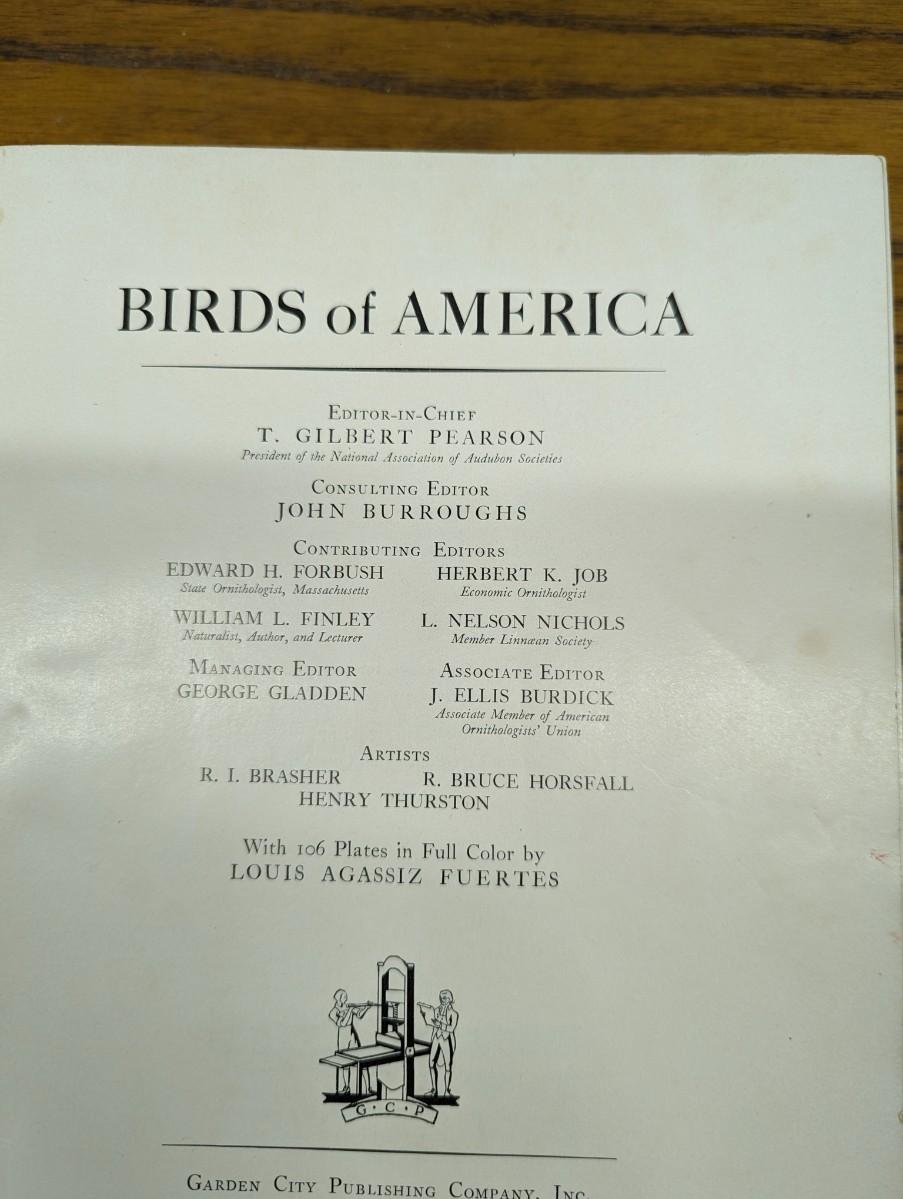 BIRDS of AMERICA
EDITOR-IN-CHIEF
T. GILBERT PEARSON
President of the National Association of Audubon Societies
CONSULTING EDITOR
JOHN BURROUGHS
CONTRIBUTING EDITORS
EDWARD H. FORBUSH
State Ornithologist, Massachusetts
HERBERT K. JOB
Economic Ornithologist
WILLIAM L. FINLEY
Naturalist, Author, and Lecturer
L. NELSON NICHOLS
Member Linnæan Society
MANAGING EDITOR
GEORGE GLADDEN
ASSOCIATE EDITOR
J. ELLIS BURDICK
Associate Member of American
Ornithologists' Union
ARTISTS
R. I. BRASHER
R. BRUCE HORSFALL
HENRY THURSTON
With 106 Plates in Full Color by
LOUIS AGASSIZ FUERTES
G·C·P
GARDEN CITY PUBLISHING COMPANY, INC.